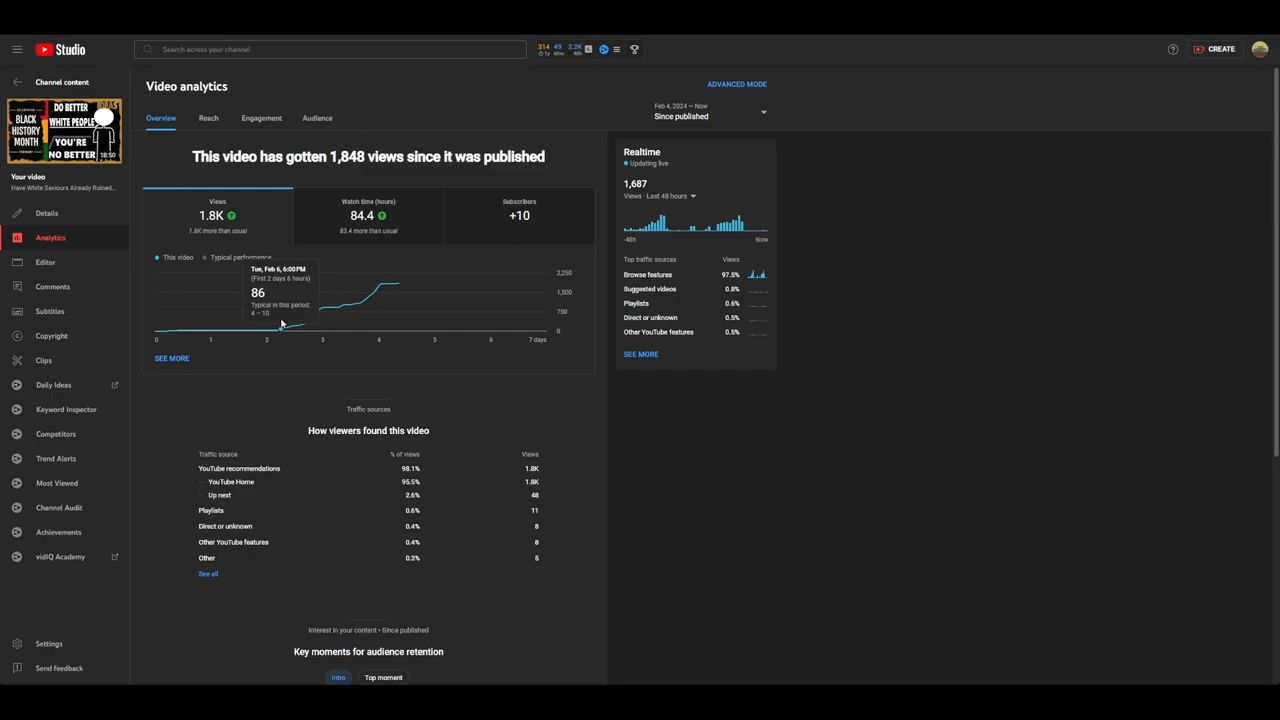 Studio
Search across your channel
314 49 2.2K
60m 48h
CREATE
Channel content
BLACK
HISTORY
MONTH
DO BETTER
WHITE PEOPLE
YOU'RE
NO BETTER
18:50
Your video
Have White Saviours Already Ruined...
Details
Analytics
Editor
Comments
Subtitles
Copyright
Clips
Daily Ideas
Keyword Inspector
Competitors
Trend Alerts
Most Viewed
Channel Audit
Achievements
vidIQ Academy
Settings
Send feedback
Video analytics
ADVANCED MODE
Overview
Reach
Engagement
Audience
Feb 4, 2024 — Now
Since published
This video has gotten 1,848 views since it was published
Views
1.8K
1.8K more than usual
Watch time (hours)
84.4
83.4 more than usual
Subscribers
+10
This video
Typical performance
Tue, Feb 6, 6:00 PM
(First 2 days 6 hours)
86
Typical in this period:
4 – 10
2,250
1,500
750
0
0 1 2 3 4 5 6 7 days
SEE MORE
Traffic sources
How viewers found this video
Traffic source % of views Views
YouTube recommendations 98.1% 1.8K
YouTube Home 95.5% 1.8K
Up next 2.6% 48
Playlists 0.6% 11
Direct or unknown 0.4% 8
Other YouTube features 0.4% 8
Other 0.3% 5
See all
Interest in your content • Since published
Key moments for audience retention
Intro
Top moment
Realtime
Updating live
1,687
Views · Last 48 hours
-48h Now
Top traffic sources Views
Browse features 97.5%
Suggested videos 0.8%
Playlists 0.6%
Direct or unknown 0.5%
Other YouTube features 0.5%
SEE MORE